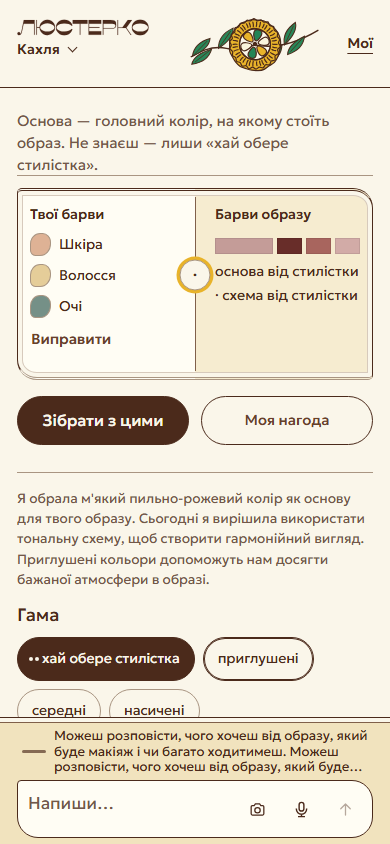 ЛЮСТЕРКО
Кахля
Мої
Основа — головний колір, на якому стоїть
образ. Не знаєш — лиши «хай обере
стилістка».
Твої барви
Шкіра
Волосся
Очі
Виправити
Барви образу
основа від стилістки
· схема від стилістки
Зібрати з цими
Моя нагода
Я обрала м'який пильно-рожевий колір як основу
для твого образу. Сьогодні я вирішила використати
тональну схему, щоб створити гармонійний вигляд.
Приглушені кольори допоможуть нам досягти
бажаної атмосфери в образі.
Гама
хай обере стилістка
приглушені
середні
насичені
Можеш розповісти, чого хочеш від образу, який
буде макіяж і чи багато ходитимеш. Можеш
розповісти, чого хочеш від образу, який буде…
Напиши…